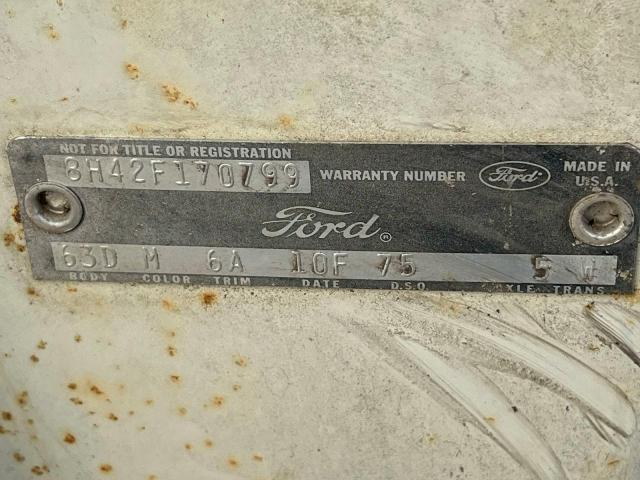 NOT FOR TITLE OR REGISTRATION
8H42F170799 WARRANTY NUMBER Ford MADE IN U.S.A.
Ford ®
63D M 6A 10F 75 5 W
BODY COLOR TRIM DATE D.S.O. AXLE TRANS